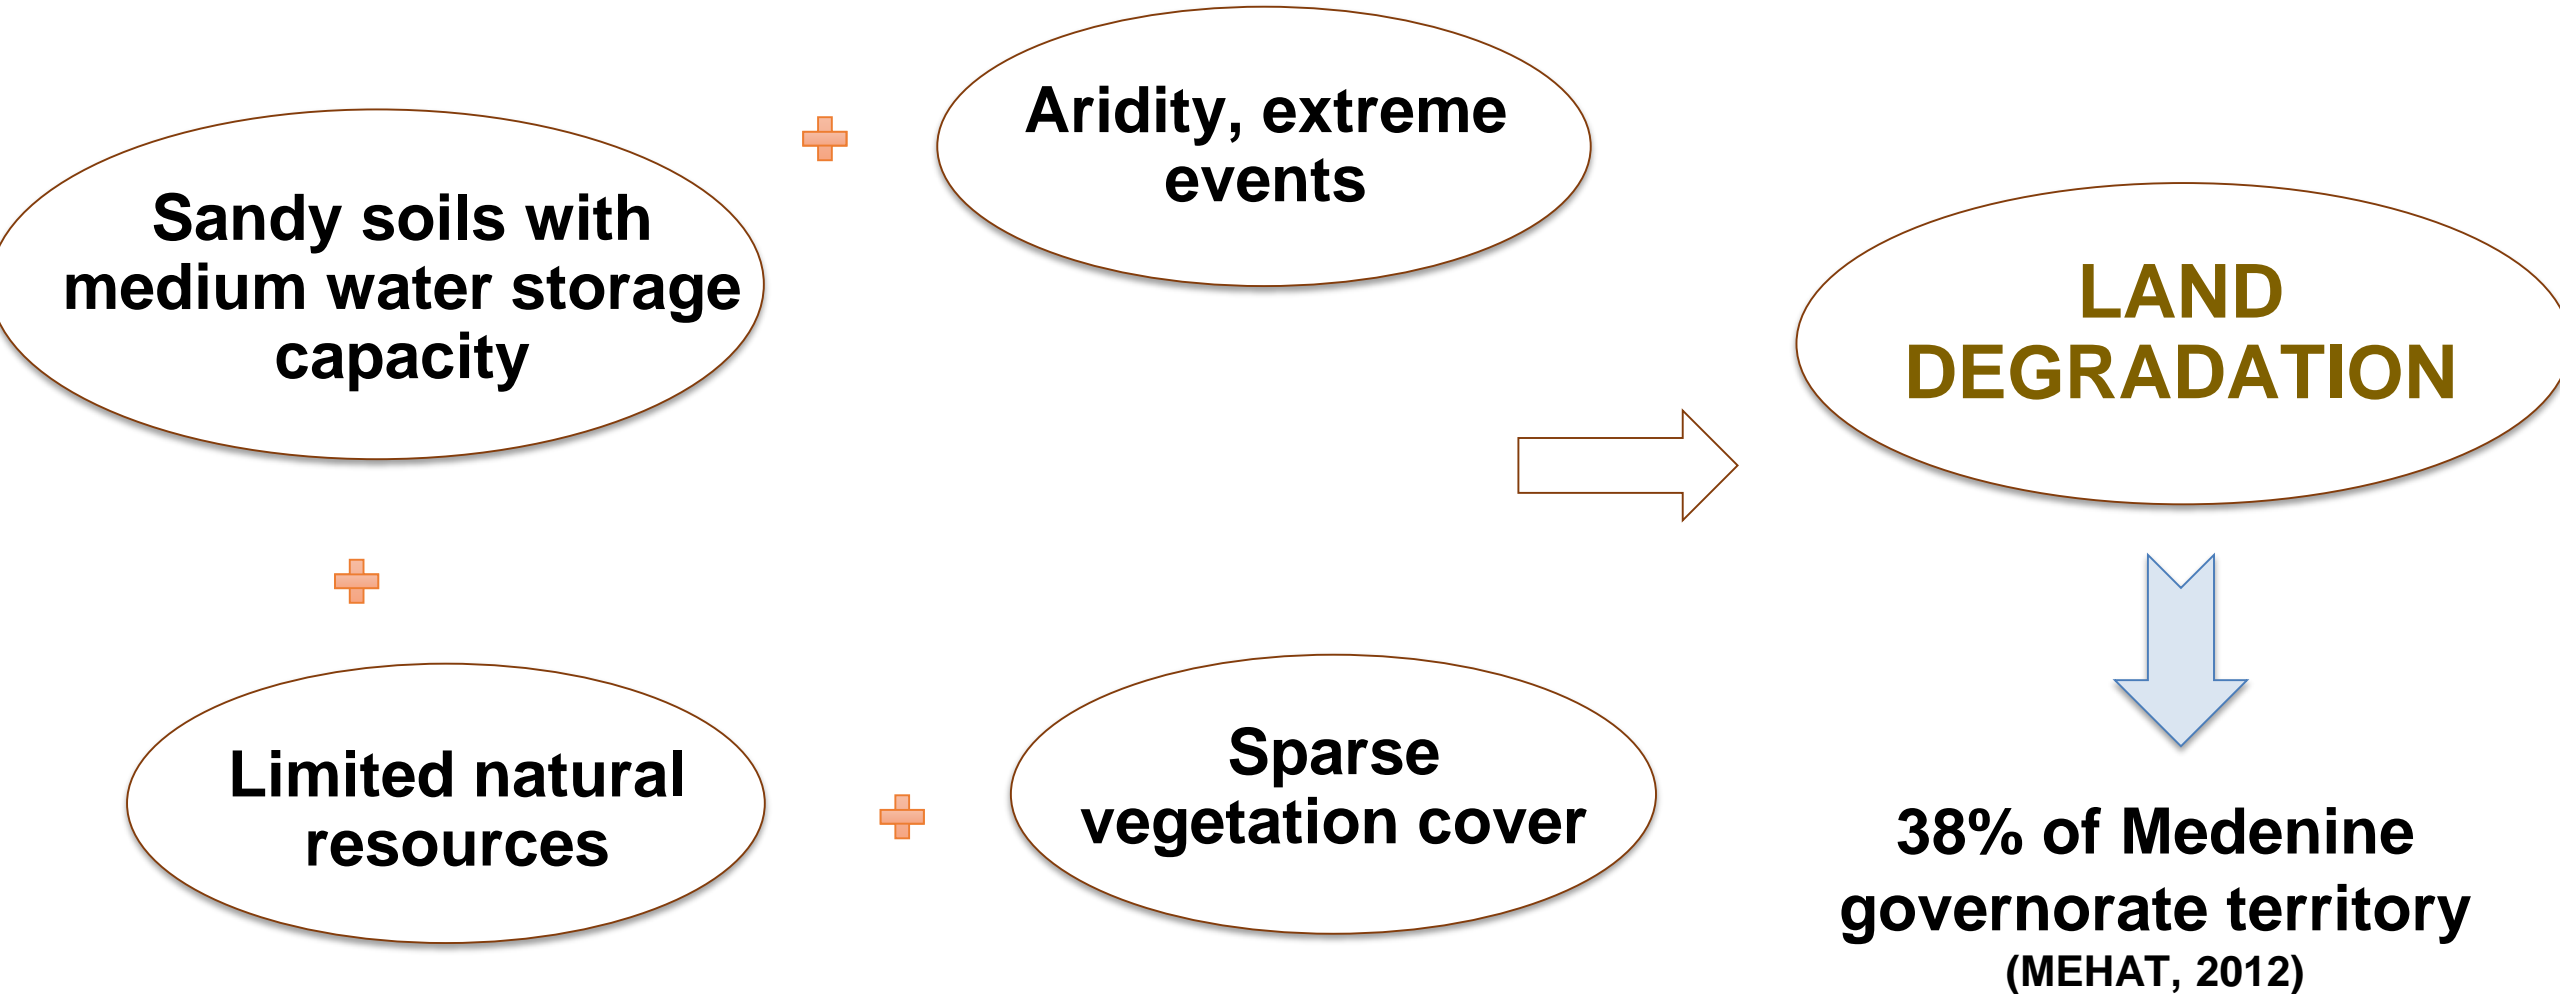 Sandy soils with
medium water storage
capacity
Aridity, extreme
events
Limited natural
resources
Sparse
vegetation cover
LAND
DEGRADATION
38% of Medenine
governorate territory
(MEHAT, 2012)